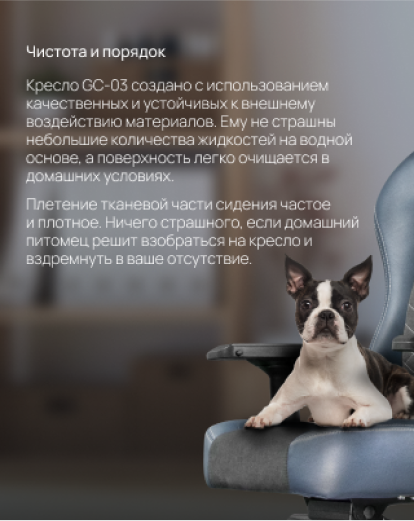 Чистота и порядок
Кресло GC-03 создано с использованием
качественных и устойчивых к внешнему
воздействию материалов. Ему не страшны
небольшие количества жидкостей на водной
основе, а поверхность легко очищается в
домашних условиях.
Плетение тканевой части сидения частое
и плотное. Ничего страшного, если домашний
питомец решит взобраться на кресло и
вздремнуть в ваше отсутствие.